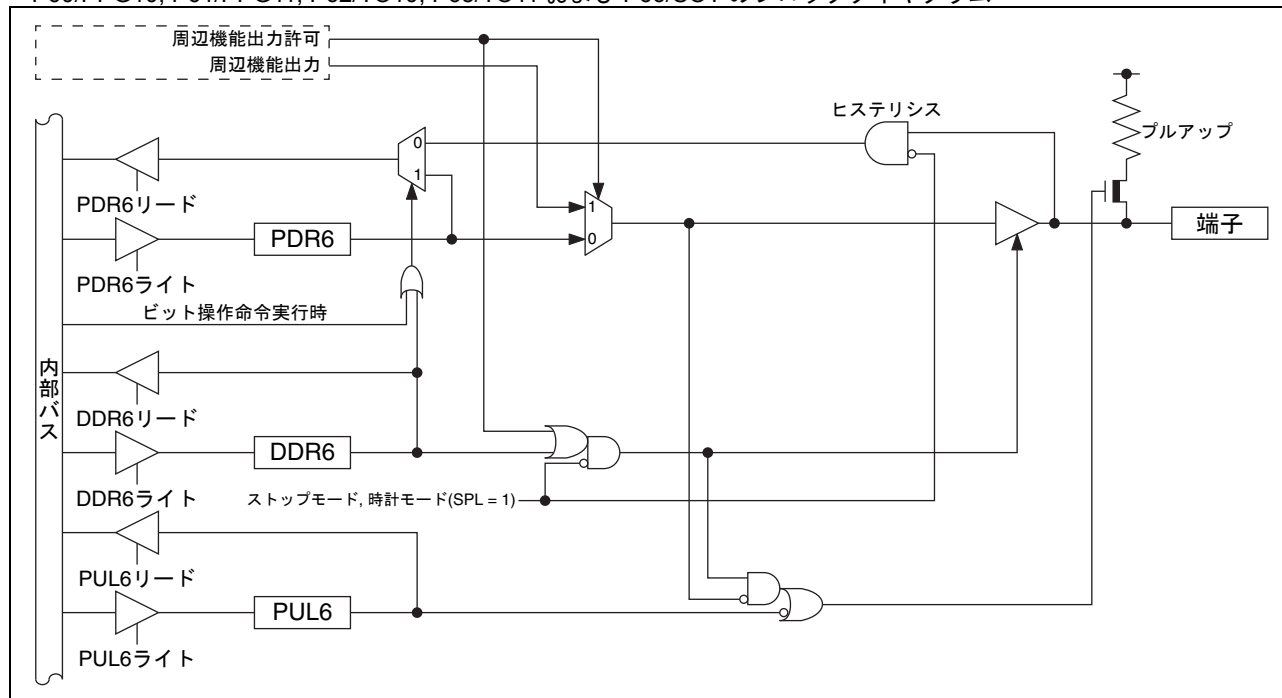 周辺機能出力許可
周辺機能出力
ヒステリシス
プルアップ
0
1
PDR6リード
1
0
PDR6
端子
PDR6ライト
ビット操作命令実行時
内部バス
DDR6リード
DDR6
DDR6ライト
ストップモード, 時計モード(SPL = 1)
PUL6リード
PUL6
PUL6ライト